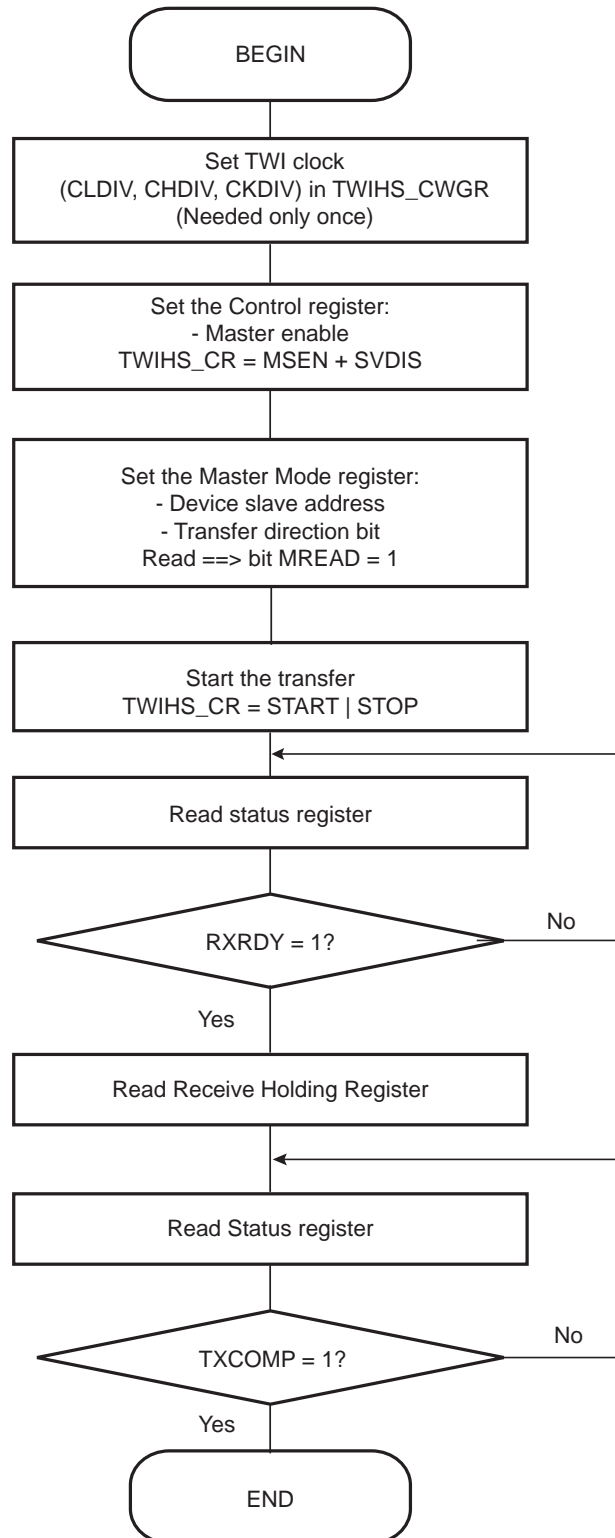 BEGIN
Set TWI clock
(CLDIV, CHDIV, CKDIV) in TWIHS_CWGR
(Needed only once)
Set the Control register:
- Master enable
TWIHS_CR = MSEN + SVDIS
Set the Master Mode register:
- Device slave address
- Transfer direction bit
Read ==> bit MREAD = 1
Start the transfer
TWIHS_CR = START | STOP
Read status register
RXRDY = 1?
No
Yes
Read Receive Holding Register
Read Status register
TXCOMP = 1?
No
Yes
END